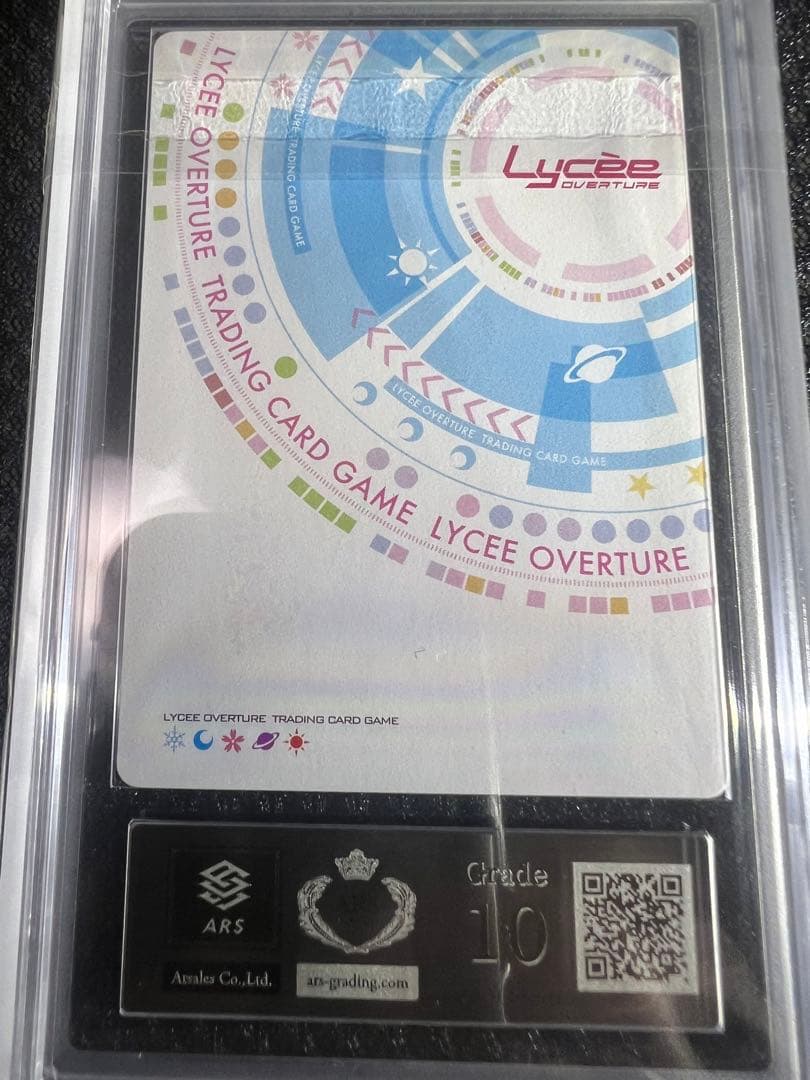 LYCEE OVERTURE TRADING CARD GAME
Lycèe
OVERTURE
LYCEE OVERTURE TRADING CARD GAME
LYCEE OVERTURE TRADING CARD GAME LYCEE OVERTURE
LYCEE OVERTURE TRADING CARD GAME
ARS
Arsales Co.,Ltd.
ars-grading.com
Grade
10